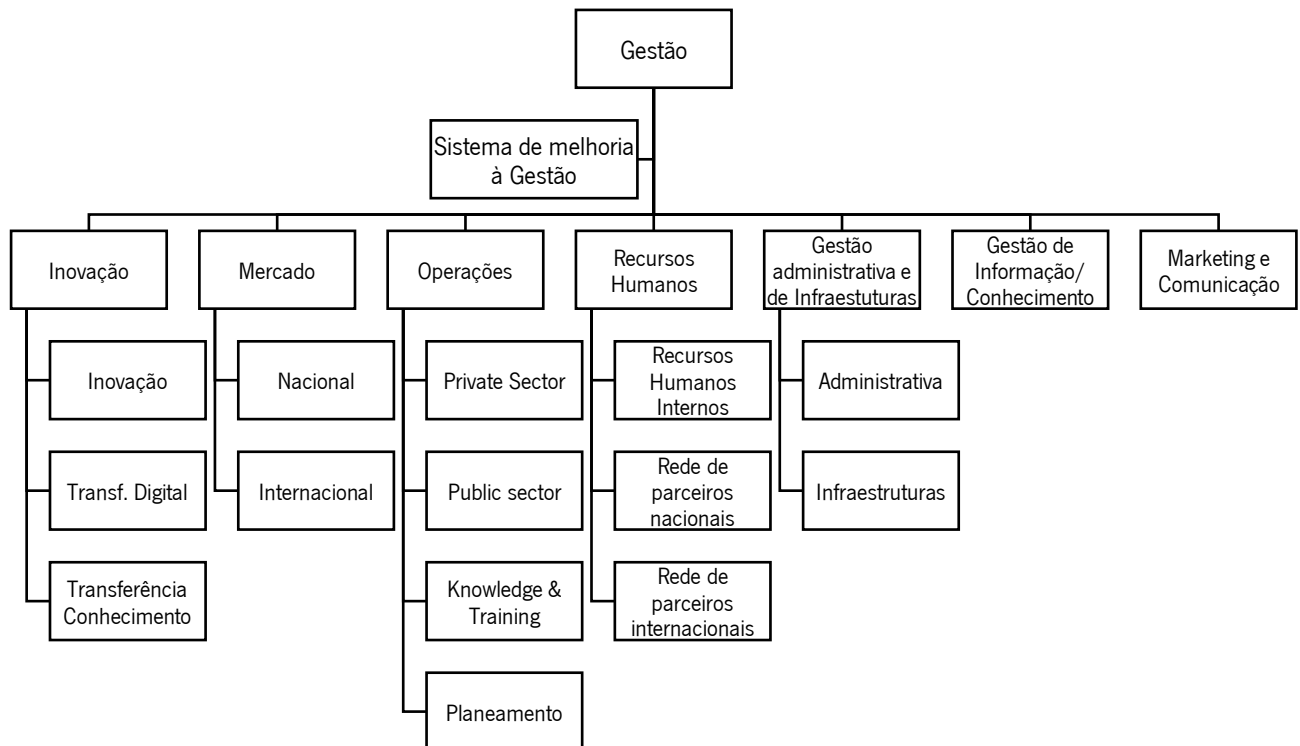 Gestão
Sistema de melhoria
à Gestão
Inovação
Mercado
Operações
Recursos
Humanos
Gestão
administrativa e
de Infraestuturas
Gestão de
Informação/
Conhecimento
Marketing e
Comunicação
Inovação
Transf. Digital
Transferência
Conhecimento
Nacional
Internacional
Private Sector
Public sector
Knowledge &
Training
Planeamento
Recursos
Humanos
Internos
Rede de
parceiros
nacionais
Rede de
parceiros
internacionais
Administrativa
Infraestruturas